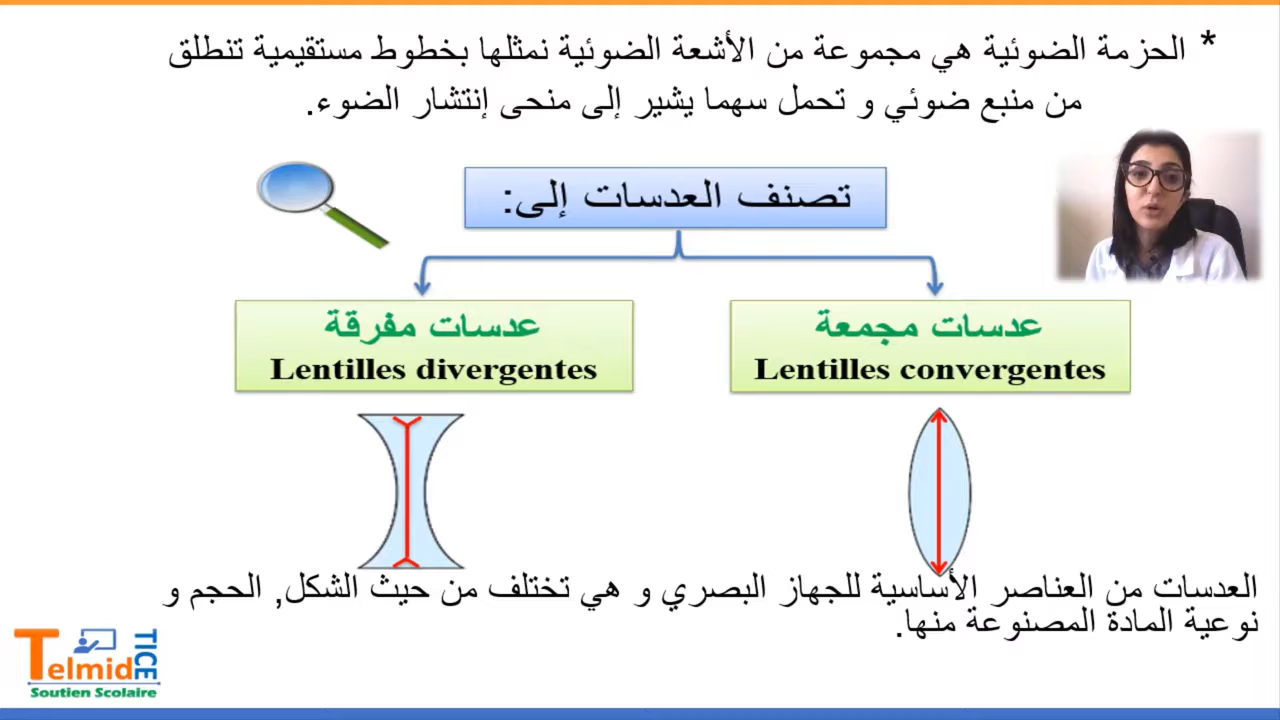 * الحزمة الضوئية هي مجموعة من الأشعة الضوئية نمثلها بخطوط مستقيمية تنطلق
من منبع ضوئي و تحمل سهما يشير إلى منحى إنتشار الضوء.
تصنف العدسات إلى:
عدسات مجمعة
Lentilles convergentes
عدسات مفرقة
Lentilles divergentes
العدسات من العناصر الأساسية للجهاز البصري و هي تختلف من حيث الشكل, الحجم و
نوعية المادة المصنوعة منها.
Telmid TICE
Soutien Scolaire